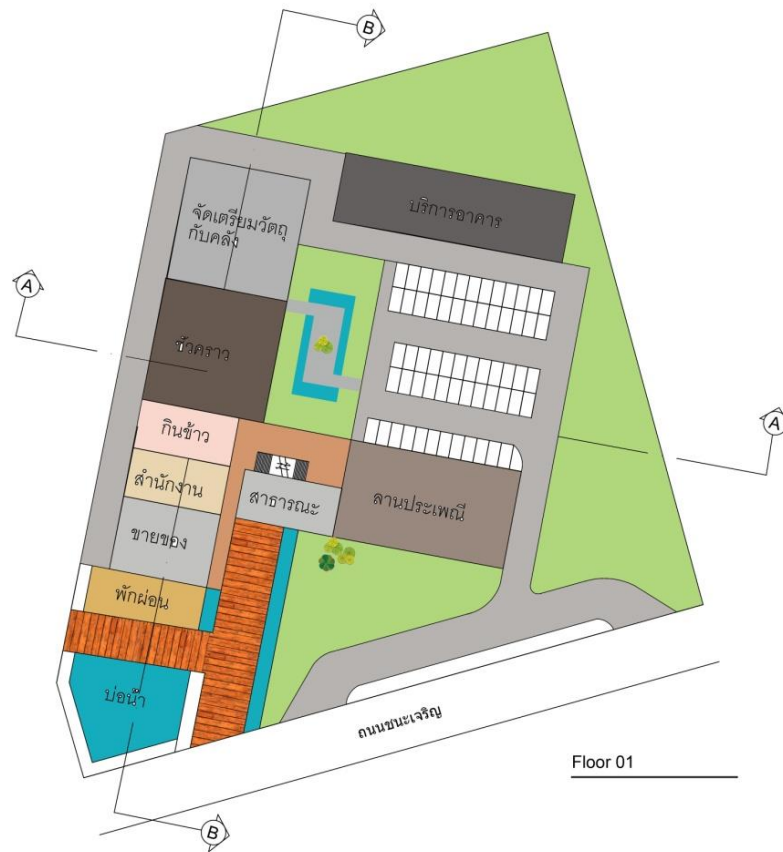 B
จัดเตรียมวัตถุ
กับคลัง
บริการอาคาร
A
ชั่วคราว
A
กินข้าว
สำนักงาน
สาธารณะ
ลานประเพณี
ขายของ
พักผ่อน
บ่อน้ำ
ถนนชนะเจริญ
Floor 01
B